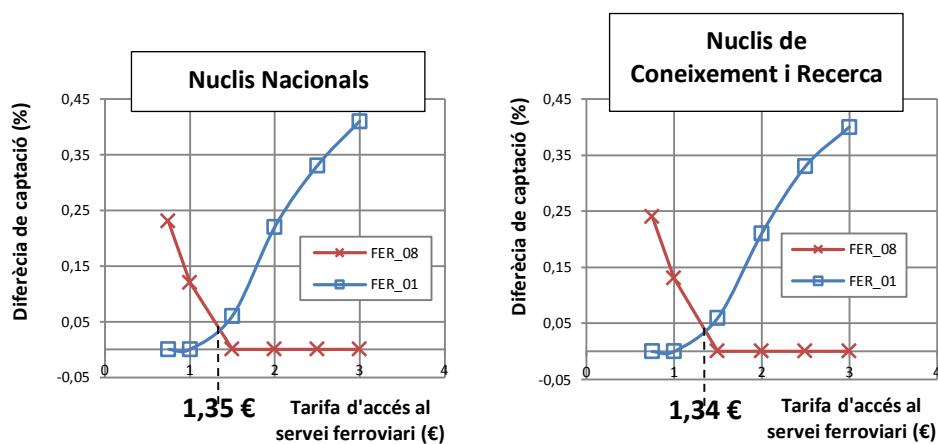 Nuclis Nacionals
Diferècia de captació (%)
0,45
0,35
0,25
0,15
0,05
-0,05
0
1
2
3
4
FER_08
FER_01
1,35 €
Tarifa d'accés al
servei ferroviari (€)
Nuclis de
Coneixement i Recerca
Diferècia de captació (%)
0,45
0,35
0,25
0,15
0,05
-0,05
0
1
2
3
4
FER_08
FER_01
1,34 €
Tarifa d'accés al
servei ferroviari (€)